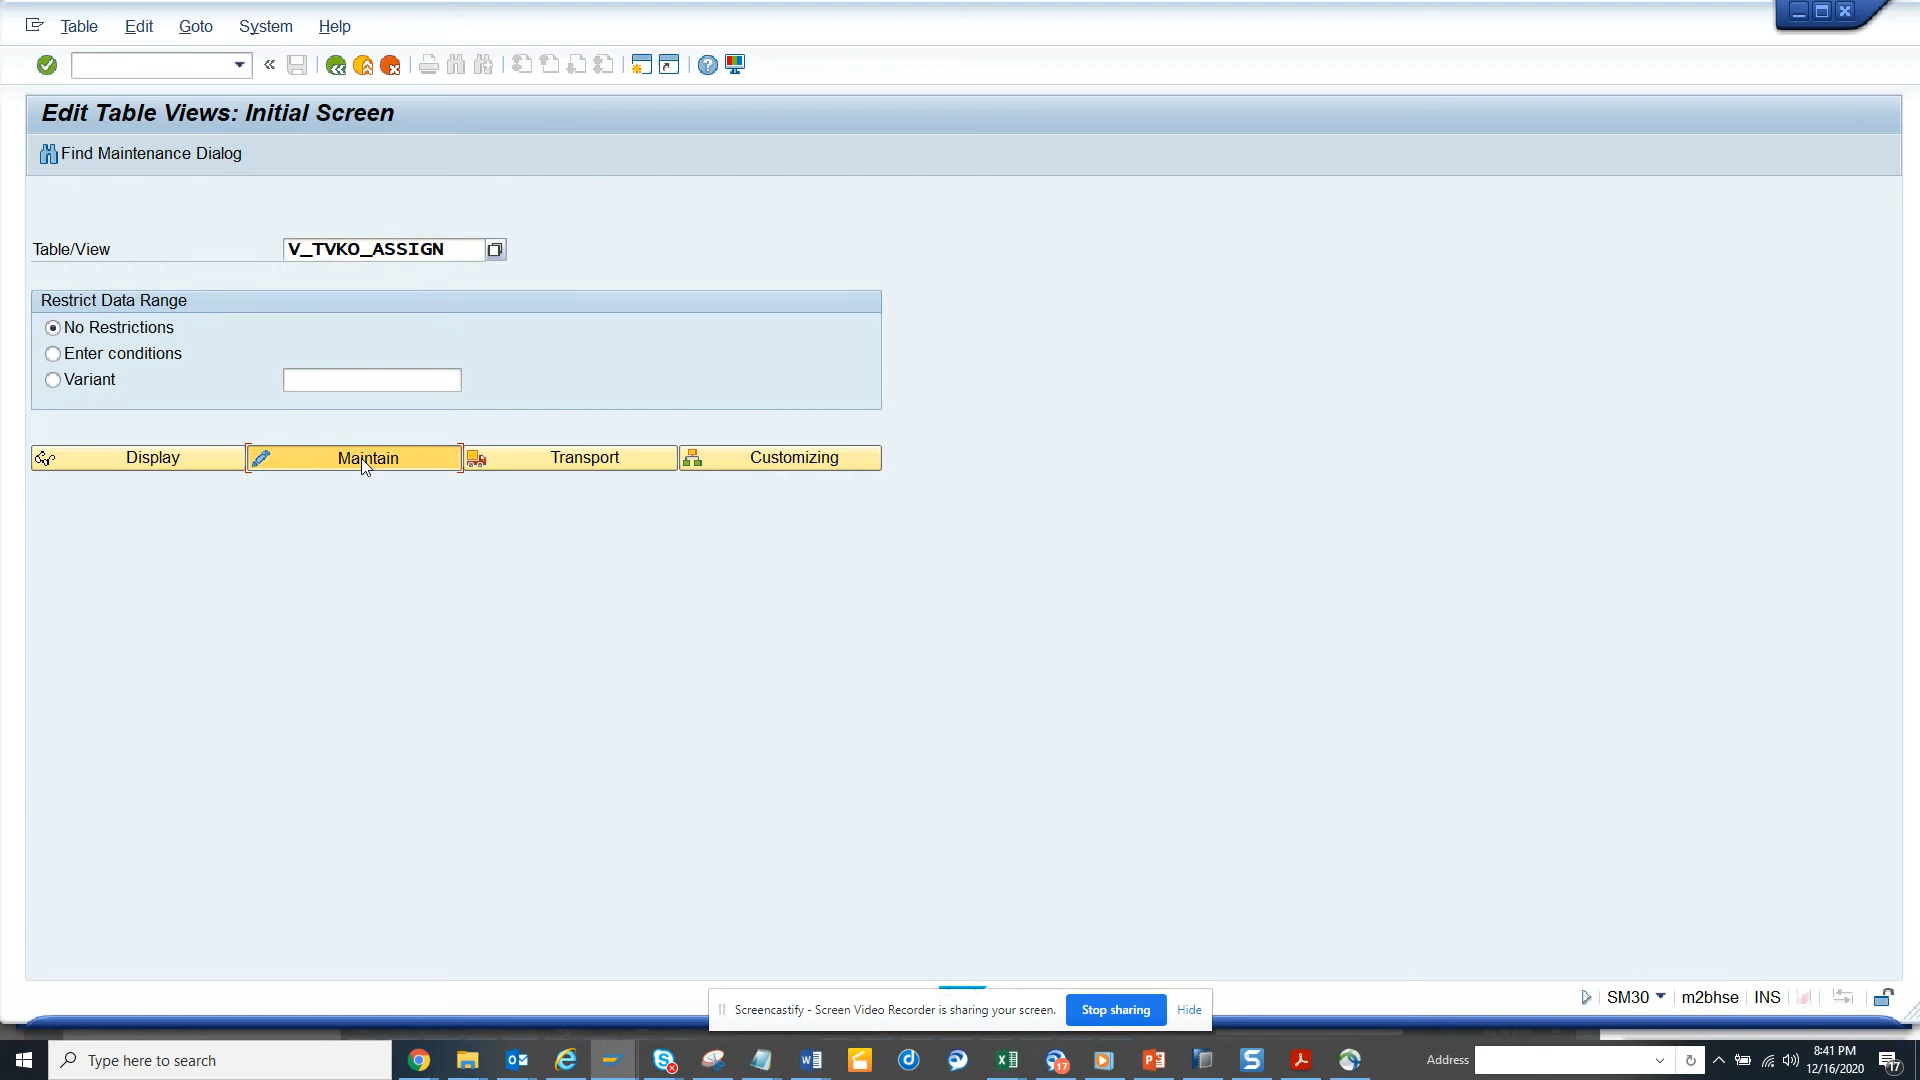 Table Edit Goto System Help
Edit Table Views: Initial Screen
Find Maintenance Dialog
Table/View V_TVKO_ASSIGN
Restrict Data Range
No Restrictions
Enter conditions
Variant
Display Maintain Transport Customizing
SM30 m2bhse INS
Screencastify - Screen Video Recorder is sharing your screen. Stop sharing Hide
Type here to search
Address
8:41 PM
12/16/2020
17
17